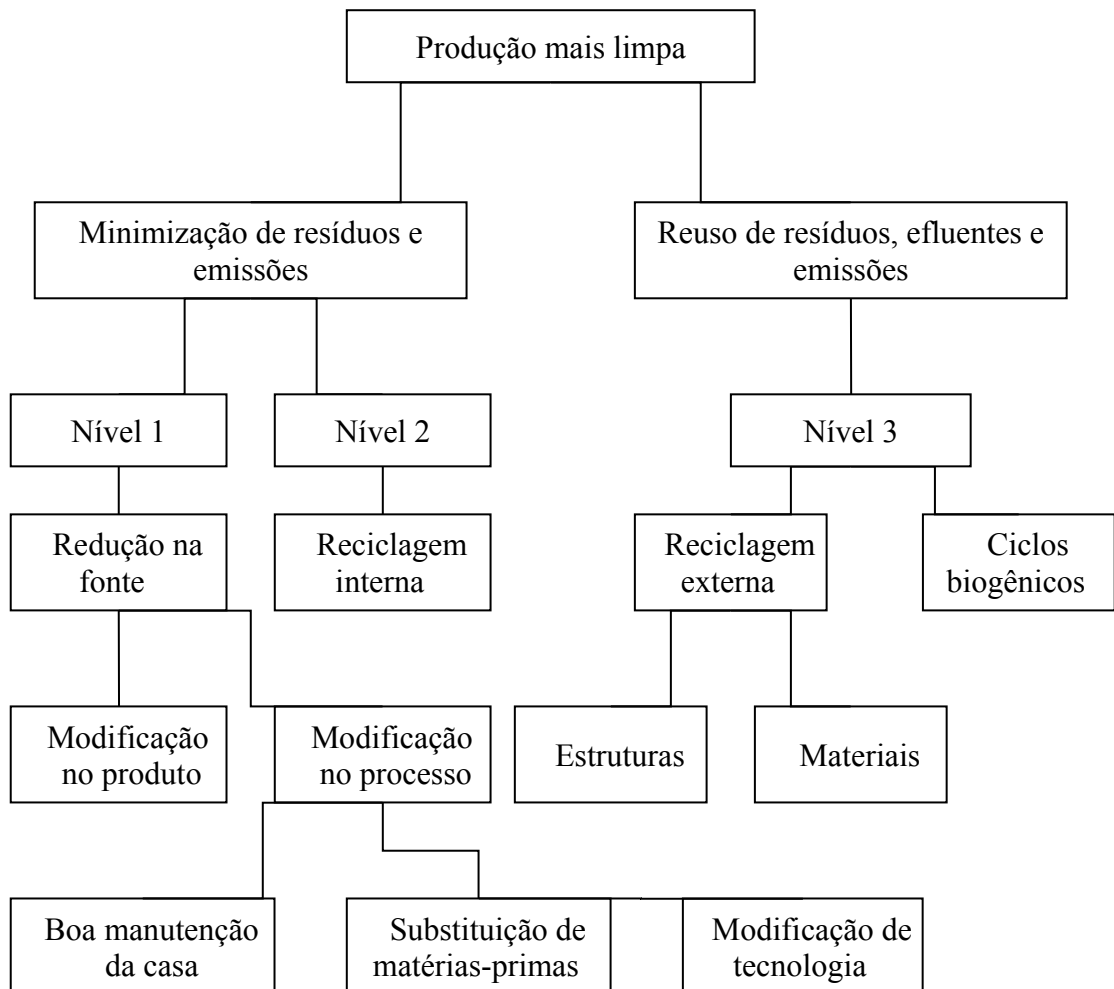 Produção mais limpa
Minimização de resíduos e
emissões
Reuso de resíduos, efluentes e
emissões
Nível 1
Nível 2
Nível 3
Redução na
fonte
Reciclagem
interna
Reciclagem
externa
Ciclos
biogênicos
Modificação
no produto
Modificação
no processo
Estruturas
Materiais
Boa manutenção
da casa
Substituição de
matérias-primas
Modificação de
tecnologia